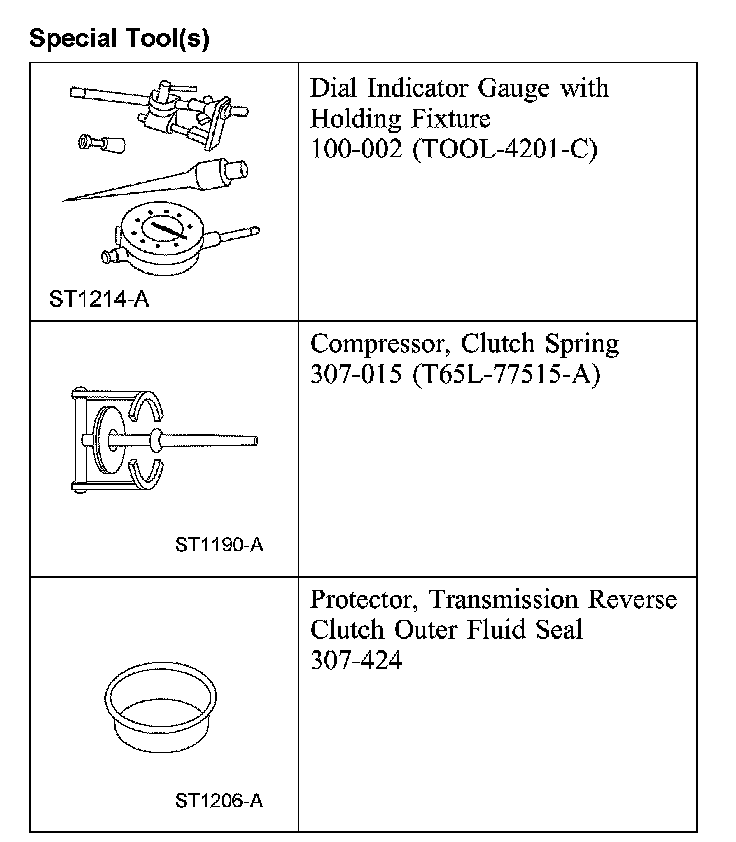 Special Tool(s)
Dial Indicator Gauge with
Holding Fixture
100-002 (TOOL-4201-C)
ST1214-A
Compressor, Clutch Spring
307-015 (T65L-77515-A)
ST1190-A
Protector, Transmission Reverse
Clutch Outer Fluid Seal
307-424
ST1206-A